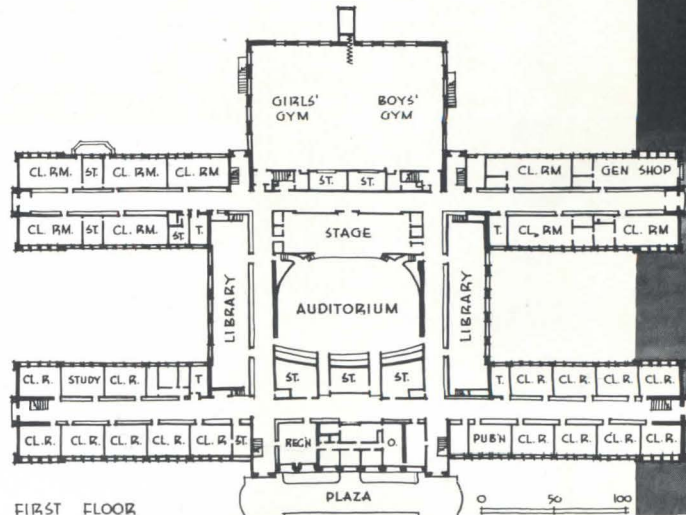 GIRLS' GYM
BOYS' GYM
CL. RM. ST. CL. RM. CL. RM
ST. ST.
CL. RM GEN SHOP
CL. RM. ST. CL. RM. ST. T.
STAGE
T. CL. RM CL. RM
LIBRARY
AUDITORIUM
LIBRARY
CL. R. STUDY CL. R. T.
ST. ST. ST.
T. CL. R. CL. R. CL. R. CL. R.
CL. R. CL. R. CL. R. CL. R. CL. R. ST.
REG'N O.
PUB'N CL. R. CL. R. CL. R. CL. R.
PLAZA
FIRST FLOOR
0 50 100